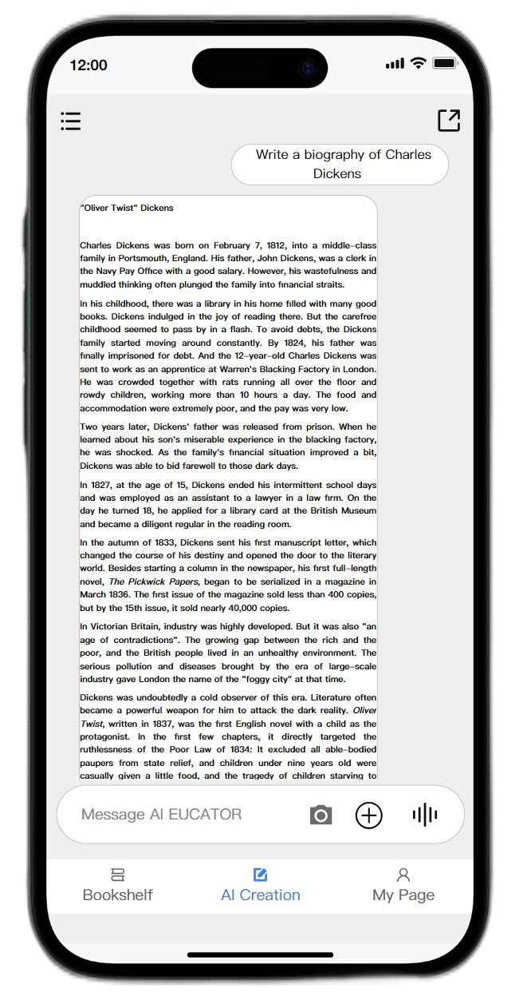 12:00
Write a biography of Charles
Dickens
"Oliver Twist" Dickens
Charles Dickens was born on February 7, 1812, into a middle-class
family in Portsmouth, England. His father, John Dickens, was a clerk in
the Navy Pay Office with a good salary. However, his wastefulness and
muddled thinking often plunged the family into financial straits.
In his childhood, there was a library in his home filled with many good
books. Dickens indulged in the joy of reading there. But the carefree
childhood seemed to pass by in a flash. To avoid debts, the Dickens
family started moving around constantly. By 1824, his father was
finally imprisoned for debt. And the 12-year-old Charles Dickens was
sent to work as an apprentice at Warren's Blacking Factory in London.
He was crowded together with rats running all over the floor and
rowdy children, working more than 10 hours a day. The food and
accommodation were extremely poor, and the pay was very low.
Two years later, Dickens' father was released from prison. When he
learned about his son's miserable experience in the blacking factory,
he was shocked. As the family's financial situation improved a bit,
Dickens was able to bid farewell to those dark days.
In 1827, at the age of 15, Dickens ended his intermittent school days
and was employed as an assistant to a lawyer in a law firm. On the
day he turned 18, he applied for a library card at the British Museum
and became a diligent regular in the reading room.
In the autumn of 1833, Dickens sent his first manuscript letter, which
changed the course of his destiny and opened the door to the literary
world. Besides starting a column in the newspaper, his first full-length
novel, The Pickwick Papers, began to be serialized in a magazine in
March 1836. The first issue of the magazine sold less than 400 copies,
but by the 15th issue, it sold nearly 40,000 copies.
In Victorian Britain, industry was highly developed. But it was also "an
age of contradictions". The growing gap between the rich and the
poor, and the British people lived in an unhealthy environment. The
serious pollution and diseases brought by the era of large-scale
industry gave London the name of the "foggy city" at that time.
Dickens was undoubtedly a cold observer of this era. Literature often
became a powerful weapon for him to attack the dark reality. Oliver
Twist, written in 1837, was the first English novel with a child as the
protagonist. In the first few chapters, it directly targeted the
ruthlessness of the Poor Law of 1834: It excluded all able-bodied
paupers from state relief, and children under nine years old were
casually given a little food, and the tragedy of children starving to
Message AI EUCATOR
Bookshelf
AI Creation
My Page